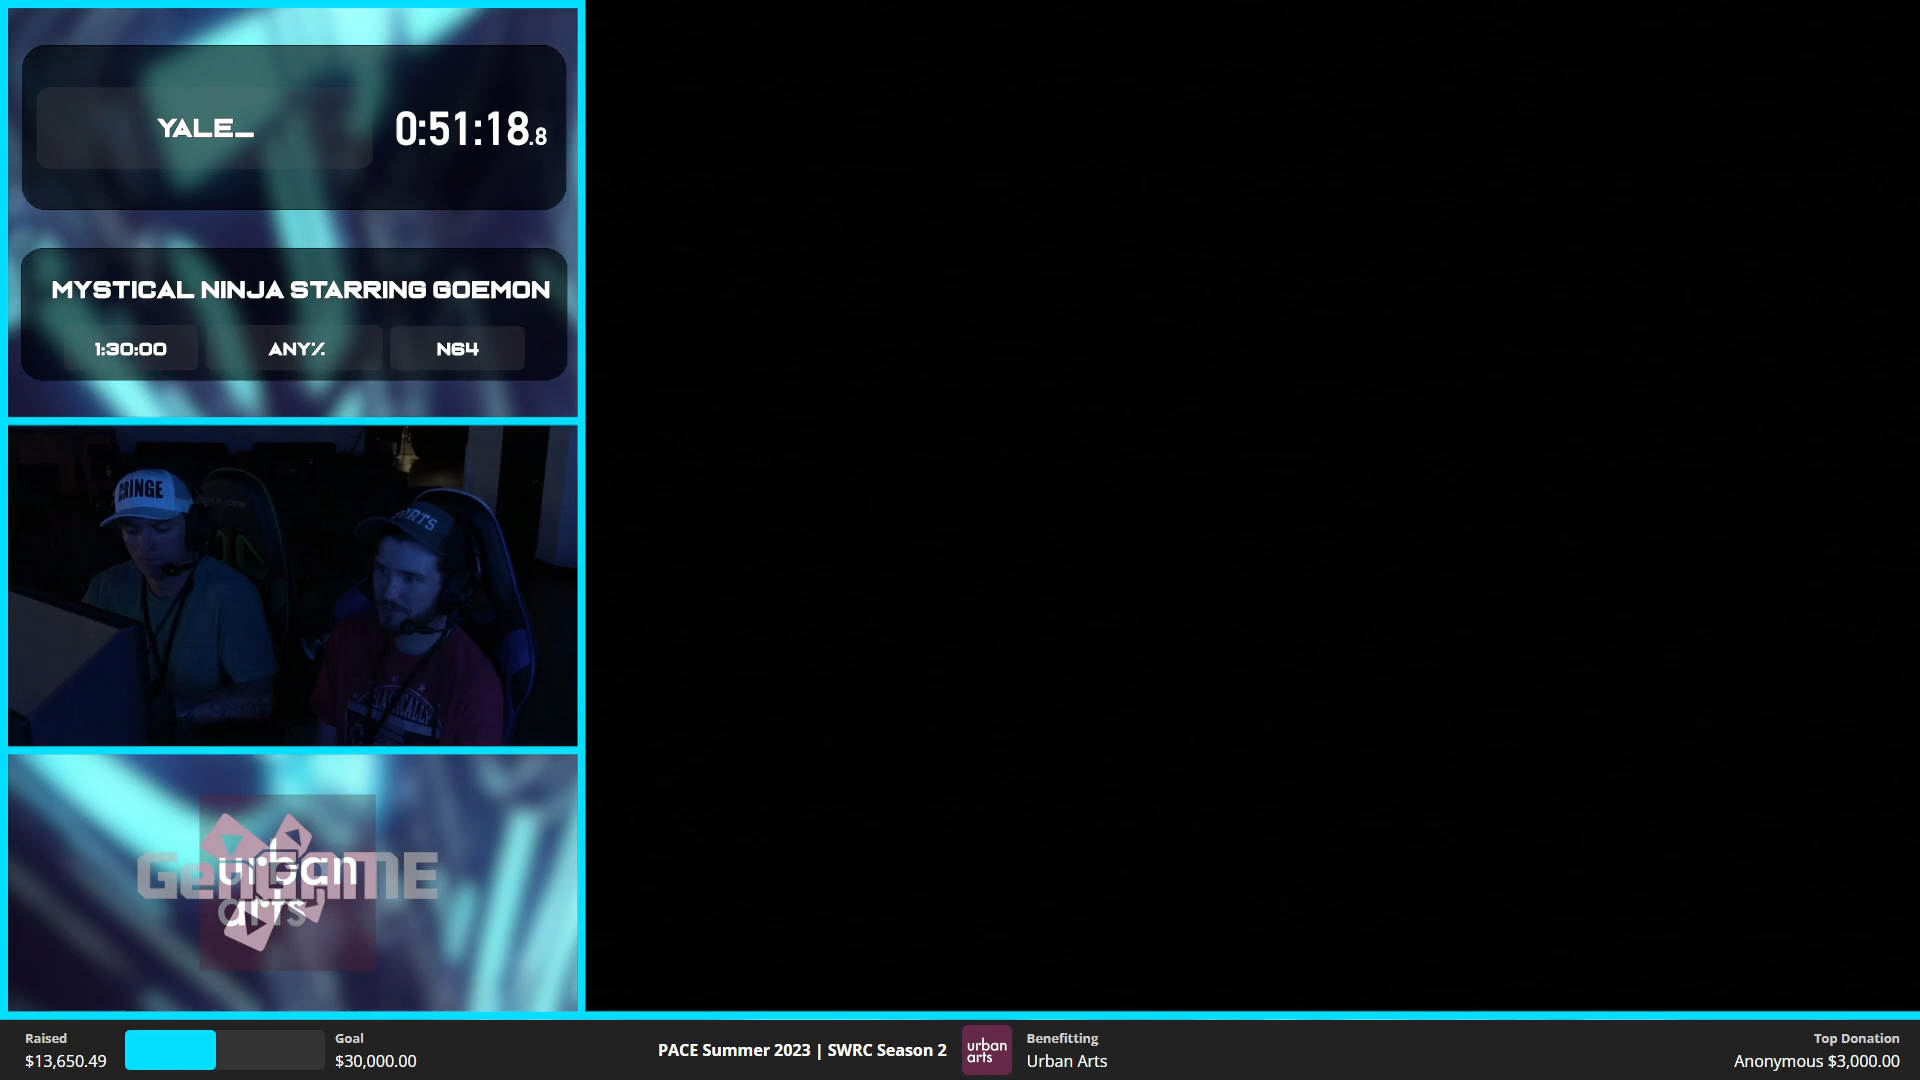 YALE_
0:51:18.8
MYSTICAL NINJA STARRING GOEMON
1:30:00
ANY%
N64
CRINGE
GenGAME
urban
arts
Raised
$13,650.49
Goal
$30,000.00
PACE Summer 2023 | SWRC Season 2
urban
arts
Benefitting
Urban Arts
Top Donation
Anonymous $3,000.00